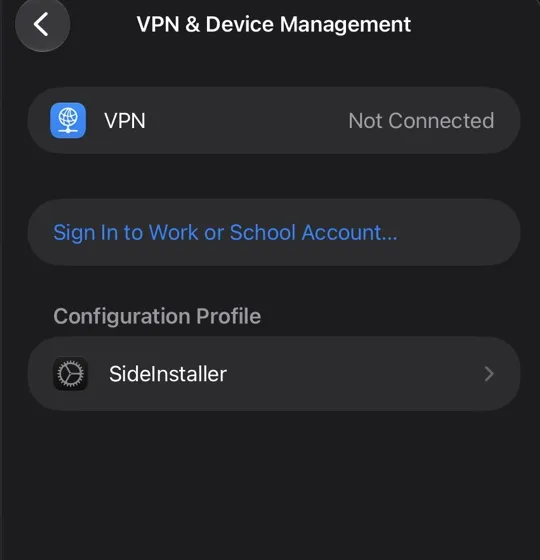 VPN & Device Management
VPN Not Connected
Sign In to Work or School Account...
Configuration Profile
SideInstaller